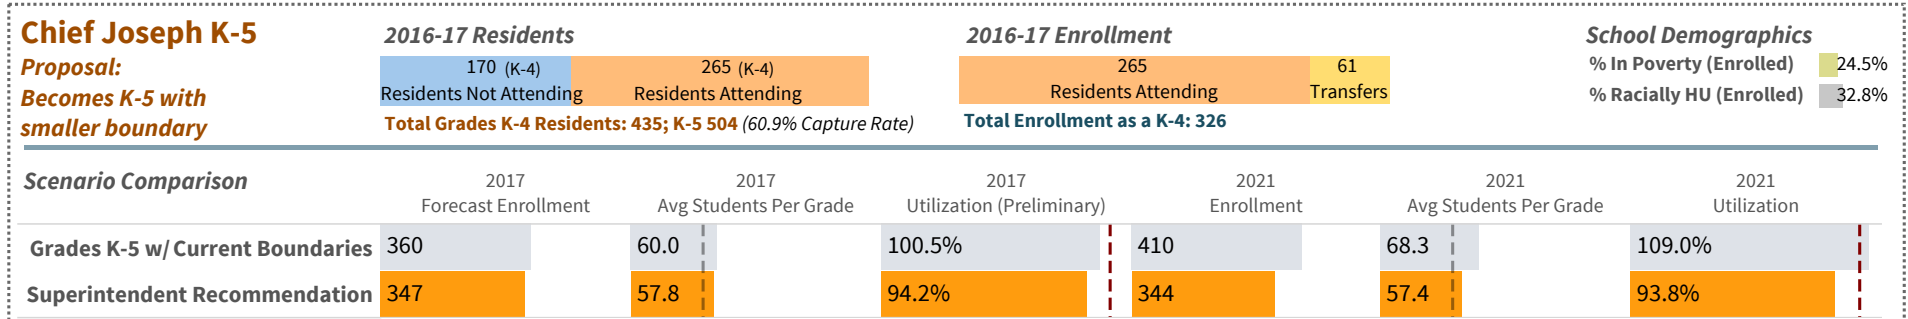 Chief Joseph K-5
Proposal:
Becomes K-5 with
smaller boundary
2016-17 Residents
170 (K-4)
Residents Not Attending
265 (K-4)
Residents Attending
Total Grades K-4 Residents: 435; K-5 504 (60.9% Capture Rate)
2016-17 Enrollment
265
Residents Attending
61
Transfers
Total Enrollment as a K-4: 326
School Demographics
% In Poverty (Enrolled) 24.5%
% Racially HU (Enrolled) 32.8%
Scenario Comparison
2017
Forecast Enrollment
2017
Avg Students Per Grade
2017
Utilization (Preliminary)
2021
Enrollment
2021
Avg Students Per Grade
2021
Utilization
Grades K-5 w/ Current Boundaries 360 60.0 100.5% 410 68.3 109.0%
Superintendent Recommendation 347 57.8 94.2% 344 57.4 93.8%